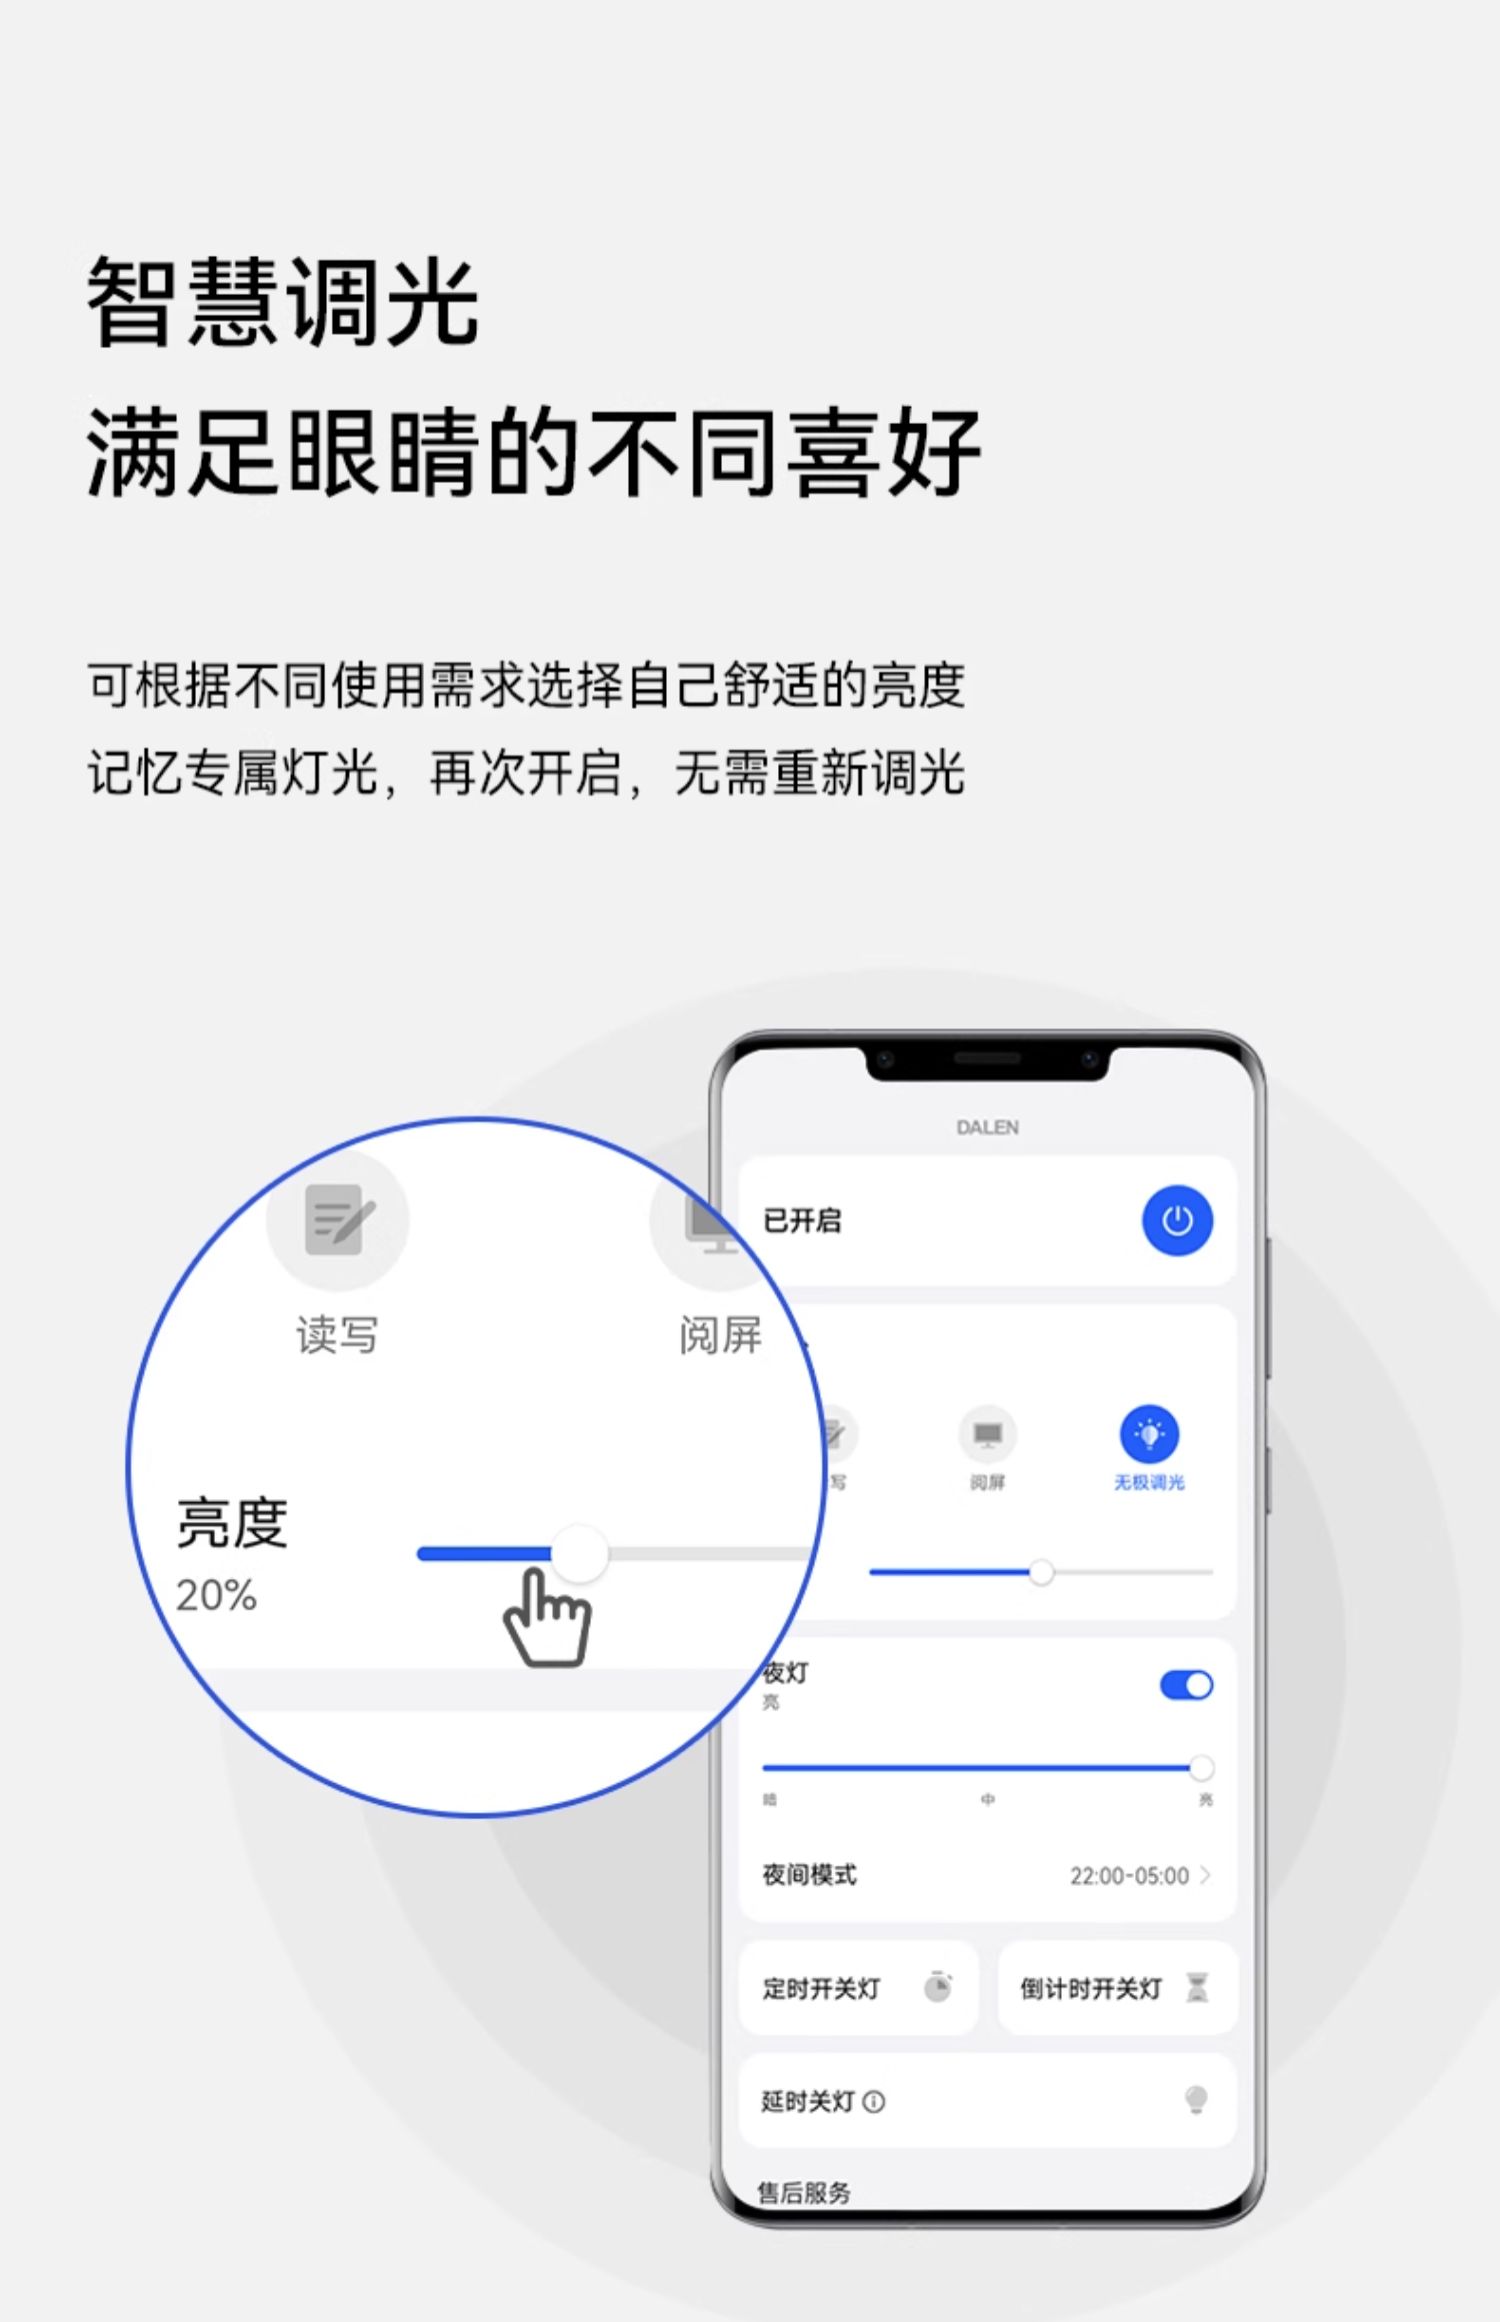 智慧调光
满足眼睛的不同喜好
可根据不同使用需求选择自己舒适的亮度
记忆专属灯光，再次开启，无需重新调光
DALEN
已开启
读写
阅屏
写
阅屏
无极调光
亮度
20%
夜灯
亮
暗 中 亮
夜间模式 22:00-05:00
定时开关灯
倒计时开关灯
延时关灯
售后服务